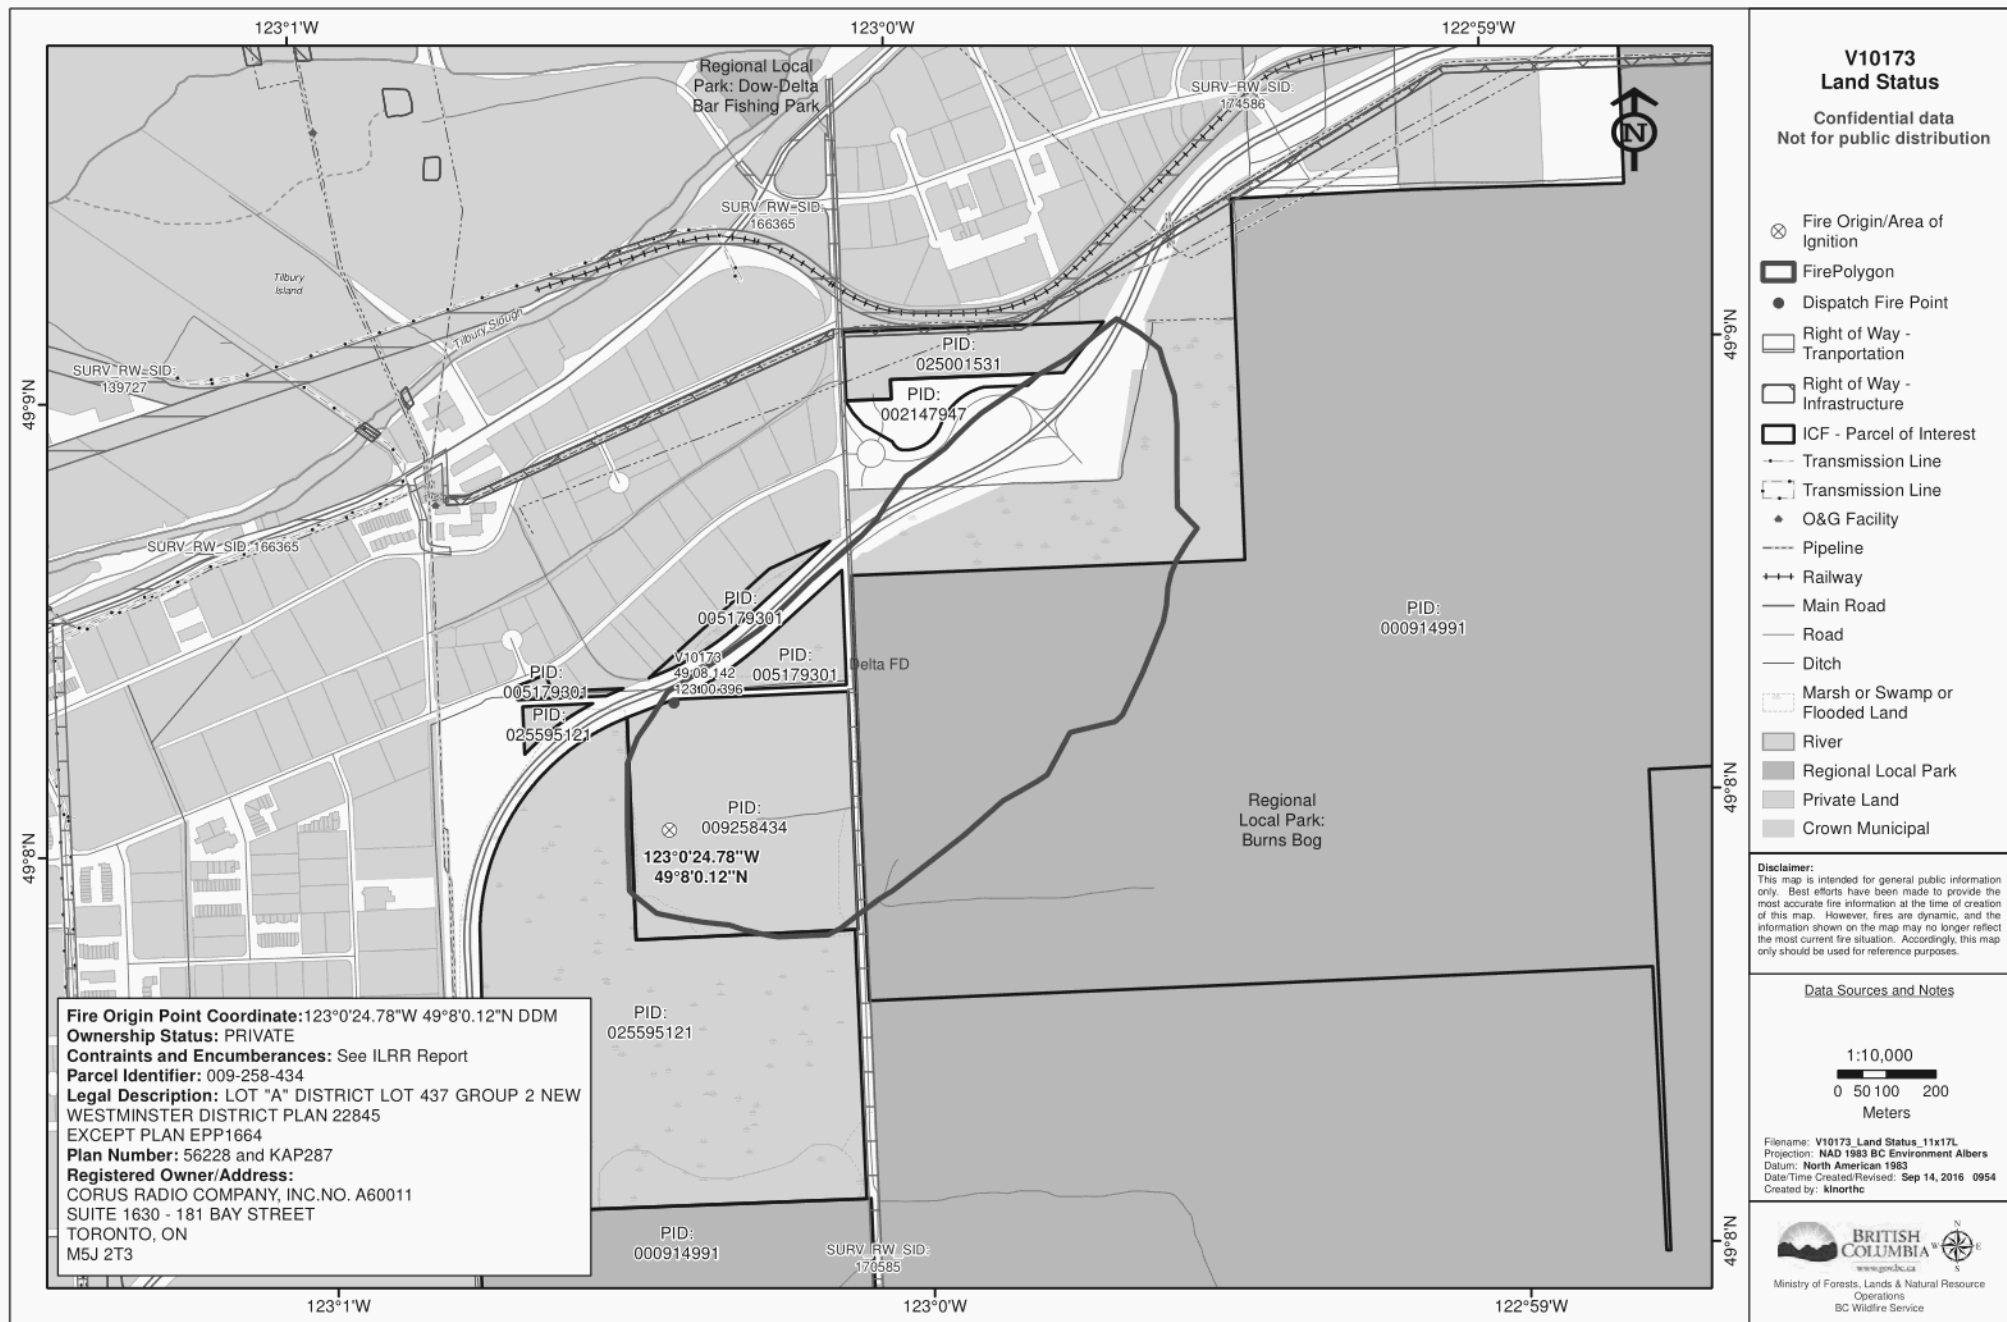 123°1'W
123°0'W
122°59'W
Regional Local
Park: Dow-Delta
Bar Fishing Park
SURV_RW_SID:
174586
SURV_RW_SID:
166365
Tilbury
Island
Tilbury Slough
SURV_RW_SID:
139727
49°9'N
49°9'N
PID:
025001531
PID:
002147947
SURV_RW_SID: 166365
PID:
005179301
PID:
000914991
V10173
49 08.142
123 00.396
PID:
005179301
Delta FD
PID:
005179301
PID:
025595121
PID:
009258434
123°0'24.78"W
49°8'0.12"N
Regional
Local Park:
Burns Bog
49°8'N
49°8'N
PID:
025595121
PID:
000914991
SURV_RW_SID:
170585
49°8'N
Fire Origin Point Coordinate:123°0'24.78"W 49°8'0.12"N DDM
Ownership Status: PRIVATE
Contraints and Encumberances: See ILRR Report
Parcel Identifier: 009-258-434
Legal Description: LOT "A" DISTRICT LOT 437 GROUP 2 NEW
WESTMINSTER DISTRICT PLAN 22845
EXCEPT PLAN EPP1664
Plan Number: 56228 and KAP287
Registered Owner/Address:
CORUS RADIO COMPANY, INC.NO. A60011
SUITE 1630 - 181 BAY STREET
TORONTO, ON
M5J 2T3
123°1'W
123°0'W
122°59'W
V10173
Land Status
Confidential data
Not for public distribution
N
Fire Origin/Area of
Ignition
FirePolygon
Dispatch Fire Point
Right of Way -
Tranportation
Right of Way -
Infrastructure
ICF - Parcel of Interest
Transmission Line
Transmission Line
O&G Facility
Pipeline
Railway
Main Road
Road
Ditch
Marsh or Swamp or
Flooded Land
River
Regional Local Park
Private Land
Crown Municipal
Disclaimer:
This map is intended for general public information
only. Best efforts have been made to provide the
most accurate fire information at the time of creation
of this map. However, fires are dynamic, and the
information shown on the map may no longer reflect
the most current fire situation. Accordingly, this map
only should be used for reference purposes.
Data Sources and Notes
1:10,000
0 50 100 200
Meters
Filename: V10173_Land Status_11x17L
Projection: NAD 1983 BC Environment Albers
Datum: North American 1983
Date/Time Created/Revised: Sep 14, 2016 0954
Created by: klnorthc
BRITISH
COLUMBIA
www.gov.bc.ca
N
W E
S
Ministry of Forests, Lands & Natural Resource
Operations
BC Wildfire Service